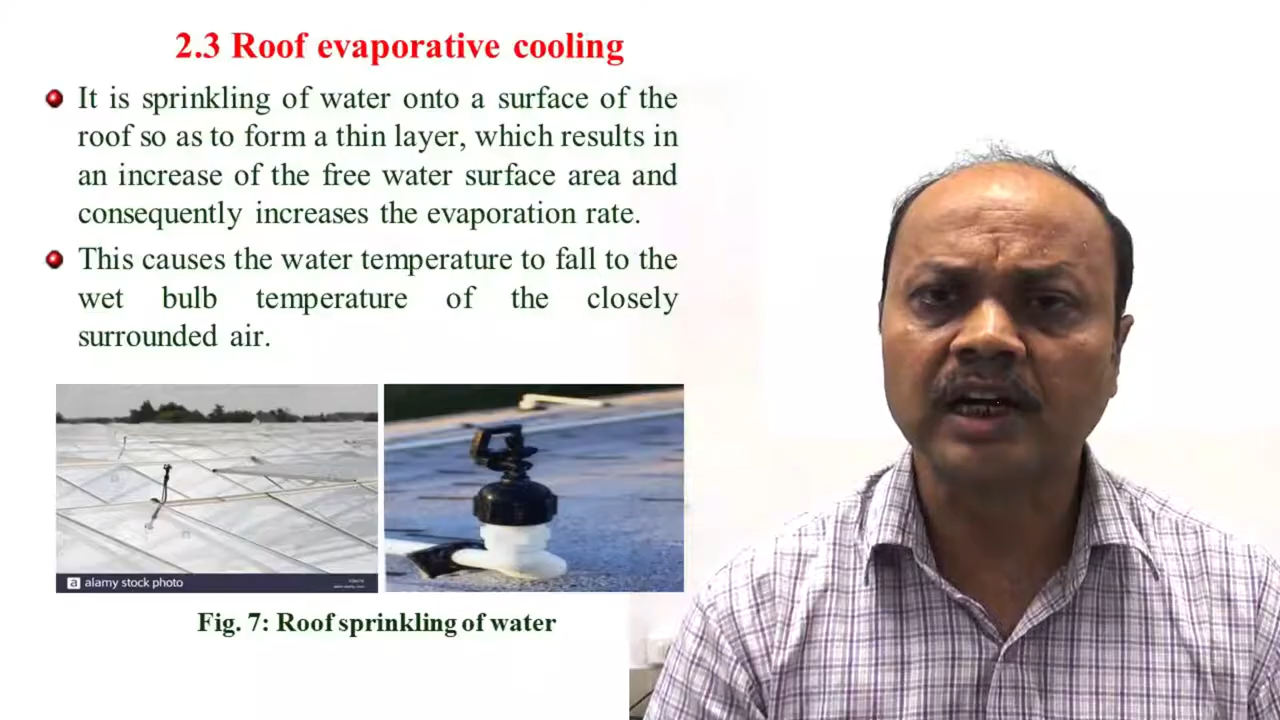 2.3 Roof evaporative cooling
It is sprinkling of water onto a surface of the
roof so as to form a thin layer, which results in
an increase of the free water surface area and
consequently increases the evaporation rate.
This causes the water temperature to fall to the
wet bulb temperature of the closely
surrounded air.
a alamy stock photo
Fig. 7: Roof sprinkling of water